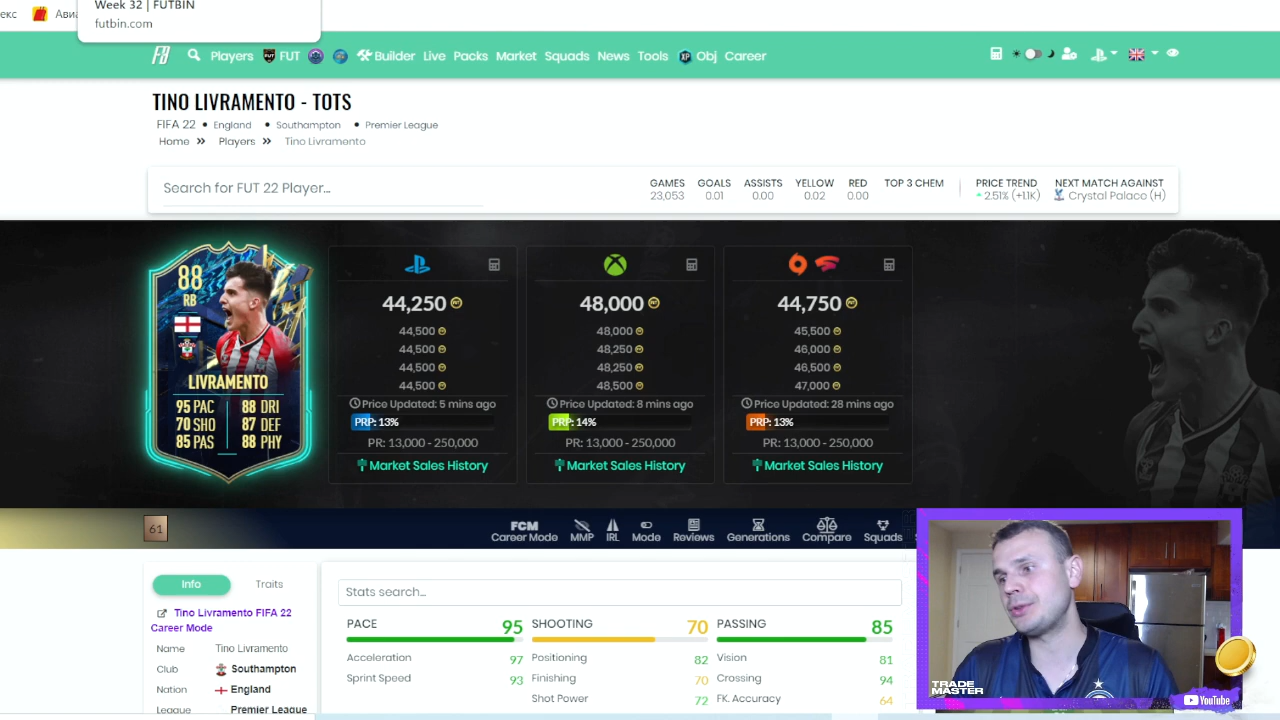 Week 32 | FUTBIN
екс
Авиа
futbin.com
Players FUT Builder Live Packs Market Squads News Tools Obj Career
TINO LIVRAMENTO - TOTS
FIFA 22 • England • Southampton • Premier League
Home » Players » Tino Livramento
Search for FUT 22 Player...
GAMES GOALS ASSISTS YELLOW RED TOP 3 CHEM PRICE TREND NEXT MATCH AGAINST
23,053 0.01 0.00 0.02 0.00 2.51% (+1.1K) Crystal Palace (H)
88
RB
LIVRAMENTO
95 PAC 88 DRI
70 SHO 87 DEF
85 PAS 88 PHY
44,250
44,500
44,500
44,500
44,500
Price Updated: 5 mins ago
PRP: 13%
PR: 13,000 - 250,000
Market Sales History
48,000
48,000
48,250
48,250
48,500
Price Updated: 8 mins ago
PRP: 14%
PR: 13,000 - 250,000
Market Sales History
44,750
45,500
46,000
46,500
47,000
Price Updated: 28 mins ago
PRP: 13%
PR: 13,000 - 250,000
Market Sales History
61
FCM
Career Mode MMP IRL Mode Reviews Generations Compare Squads
Info Traits
Tino Livramento FIFA 22
Career Mode
Name Tino Livramento
Club Southampton
Nation England
League Premier League
Stats search...
PACE 95 SHOOTING 70 PASSING 85
Acceleration 97 Positioning 82 Vision 81
Sprint Speed 93 Finishing 70 Crossing 94
Shot Power 72 FK. Accuracy 64
TRADE
MASTER
YouTube